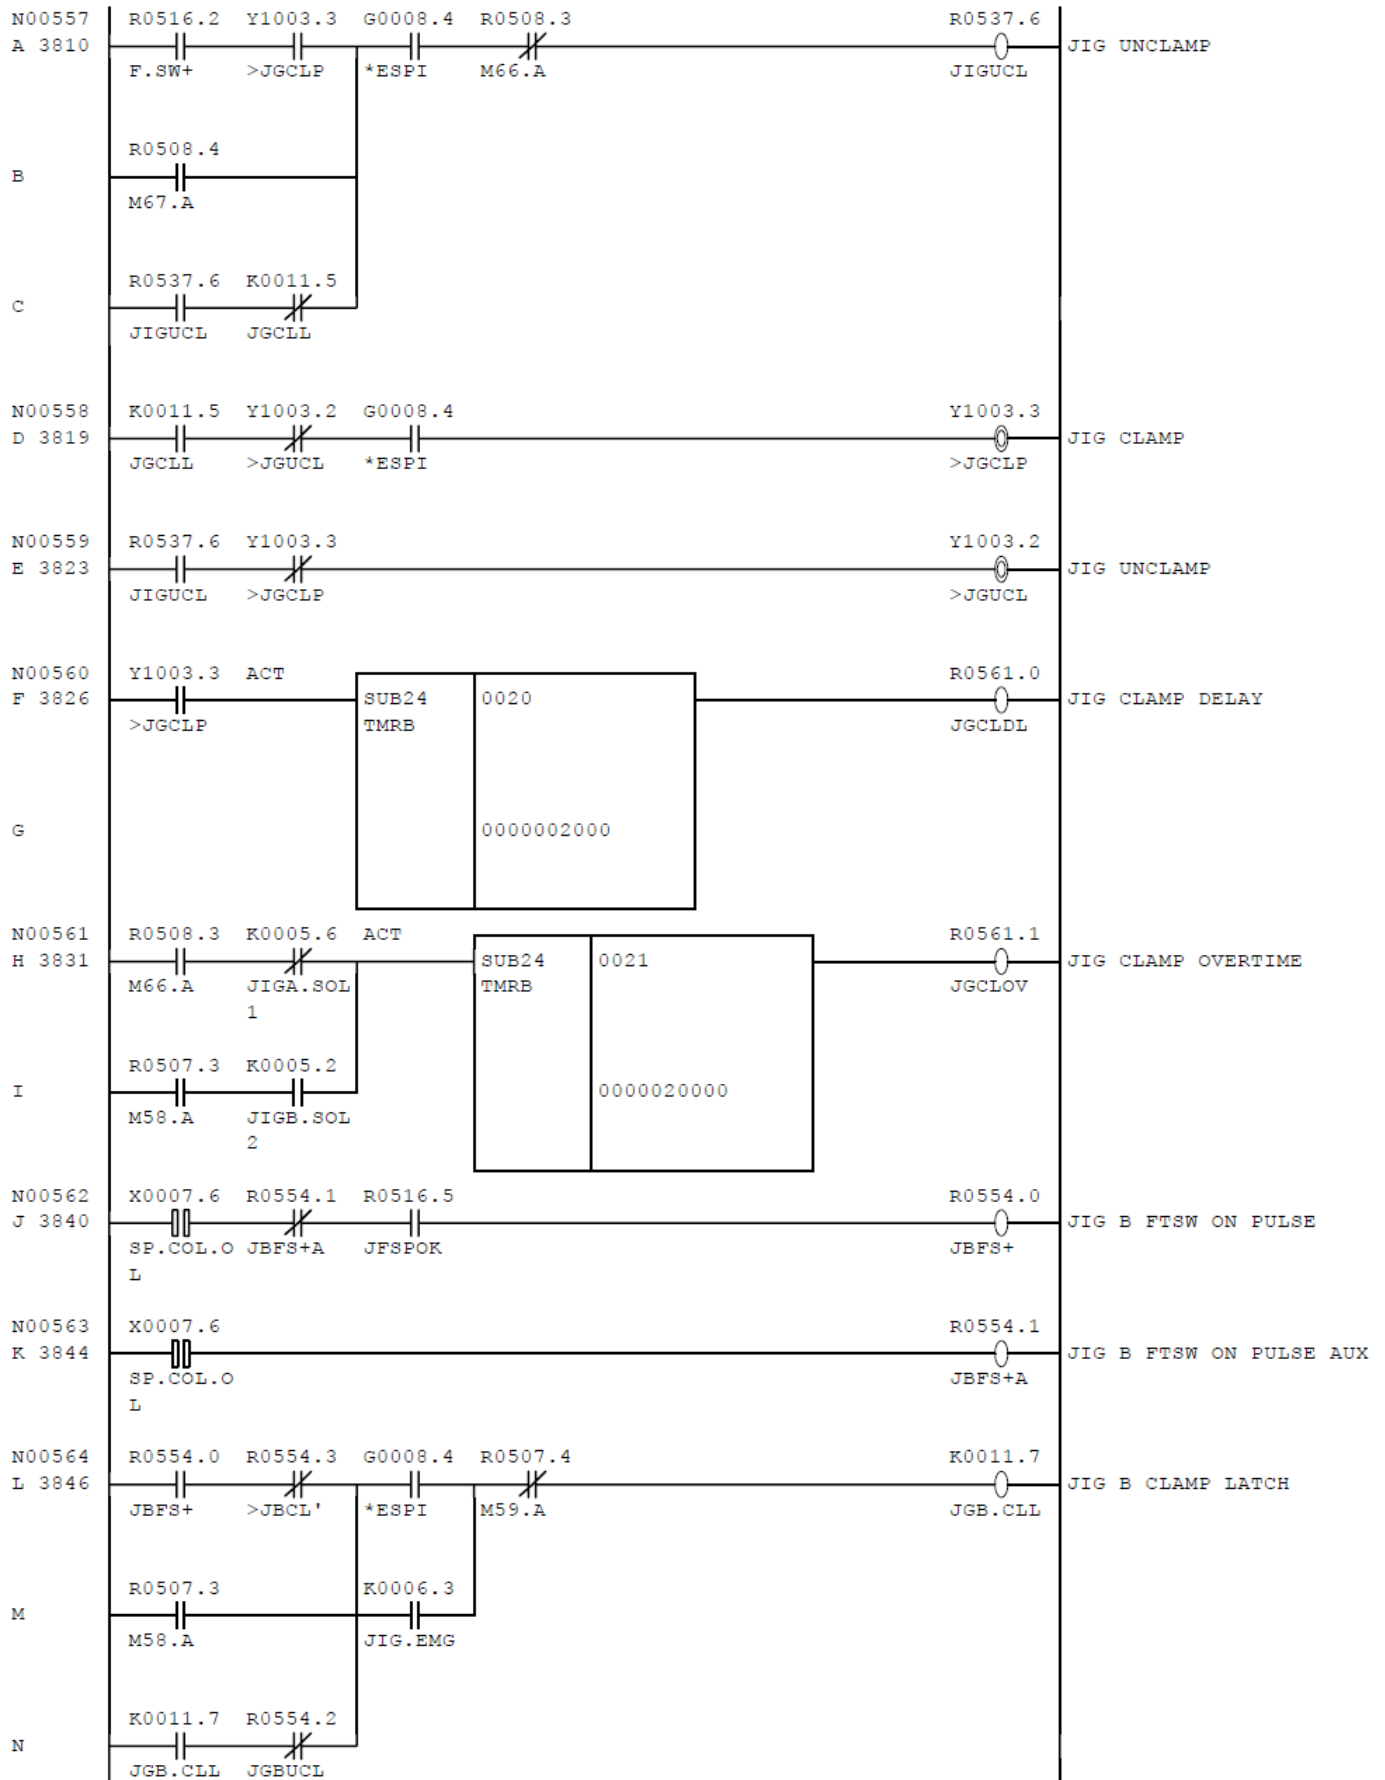 N00557 R0516.2 Y1003.3 G0008.4 R0508.3 R0537.6
A 3810 JIG UNCLAMP
F.SW+ >JGCLP *ESPI M66.A JIGUCL
R0508.4
B
M67.A
R0537.6 K0011.5
C
JIGUCL JGCLL
N00558 K0011.5 Y1003.2 G0008.4 Y1003.3
D 3819 JIG CLAMP
JGCLL >JGUCL *ESPI >JGCLP
N00559 R0537.6 Y1003.3 Y1003.2
E 3823 JIG UNCLAMP
JIGUCL >JGCLP >JGUCL
N00560 Y1003.3 ACT R0561.0
F 3826 SUB24 0020 JIG CLAMP DELAY
>JGCLP TMRB JGCLDL
G 0000002000
N00561 R0508.3 K0005.6 ACT R0561.1
H 3831 SUB24 0021 JIG CLAMP OVERTIME
M66.A JIGA.SOL TMRB JGCLOV
1
R0507.3 K0005.2
I 0000020000
M58.A JIGB.SOL
2
N00562 X0007.6 R0554.1 R0516.5 R0554.0
J 3840 JIG B FTSW ON PULSE
SP.COL.O JBFS+A JFSPOK JBFS+
L
N00563 X0007.6 R0554.1
K 3844 JIG B FTSW ON PULSE AUX
SP.COL.O JBFS+A
L
N00564 R0554.0 R0554.3 G0008.4 R0507.4 K0011.7
L 3846 JIG B CLAMP LATCH
JBFS+ >JBCL' *ESPI M59.A JGB.CLL
R0507.3 K0006.3
M
M58.A JIG.EMG
K0011.7 R0554.2
N
JGB.CLL JGBUCL